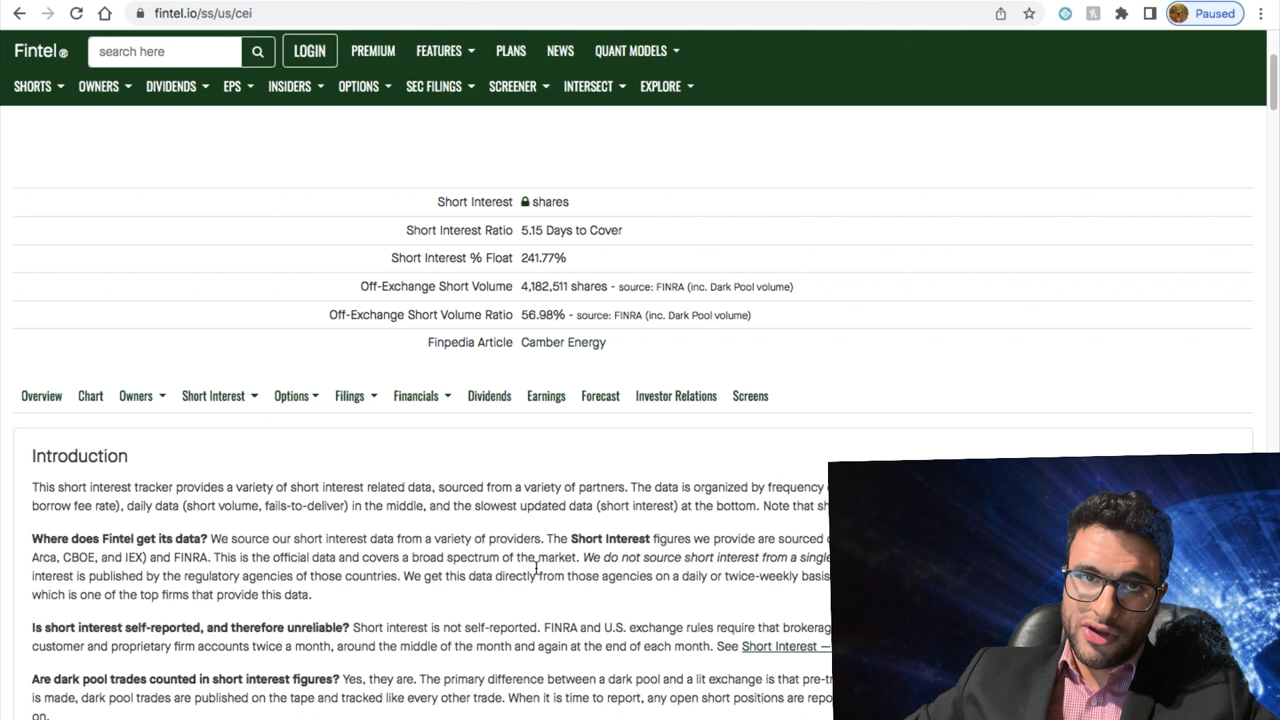 fintel.io/ss/us/cei
Paused
Fintel®
search here
LOGIN
PREMIUM
FEATURES
PLANS
NEWS
QUANT MODELS
SHORTS
OWNERS
DIVIDENDS
EPS
INSIDERS
OPTIONS
SEC FILINGS
SCREENER
INTERSECT
EXPLORE
Short Interest shares
Short Interest Ratio 5.15 Days to Cover
Short Interest % Float 241.77%
Off-Exchange Short Volume 4,182,511 shares - source: FINRA (inc. Dark Pool volume)
Off-Exchange Short Volume Ratio 56.98% - source: FINRA (inc. Dark Pool volume)
Finpedia Article Camber Energy
Overview Chart Owners Short Interest Options Filings Financials Dividends Earnings Forecast Investor Relations Screens
Introduction
This short interest tracker provides a variety of short interest related data, sourced from a variety of partners. The data is organized by frequency
borrow fee rate), daily data (short volume, fails-to-deliver) in the middle, and the slowest updated data (short interest) at the bottom. Note that
Where does Fintel get its data? We source our short interest data from a variety of providers. The Short Interest figures we provide are sourced
Arca, CBOE, and IEX) and FINRA. This is the official data and covers a broad spectrum of the market. We do not source short interest from a single
interest is published by the regulatory agencies of those countries. We get this data directly from those agencies on a daily or twice-weekly basis
which is one of the top firms that provide this data.
Is short interest self-reported, and therefore unreliable? Short interest is not self-reported. FINRA and U.S. exchange rules require that
customer and proprietary firm accounts twice a month, around the middle of the month and again at the end of each month. See Short Interest —
Are dark pool trades counted in short interest figures? Yes, they are. The primary difference between a dark pool and a lit exchange is that
is made, dark pool trades are published on the tape and tracked like every other trade. When it is time to report, any open short positions are
on.